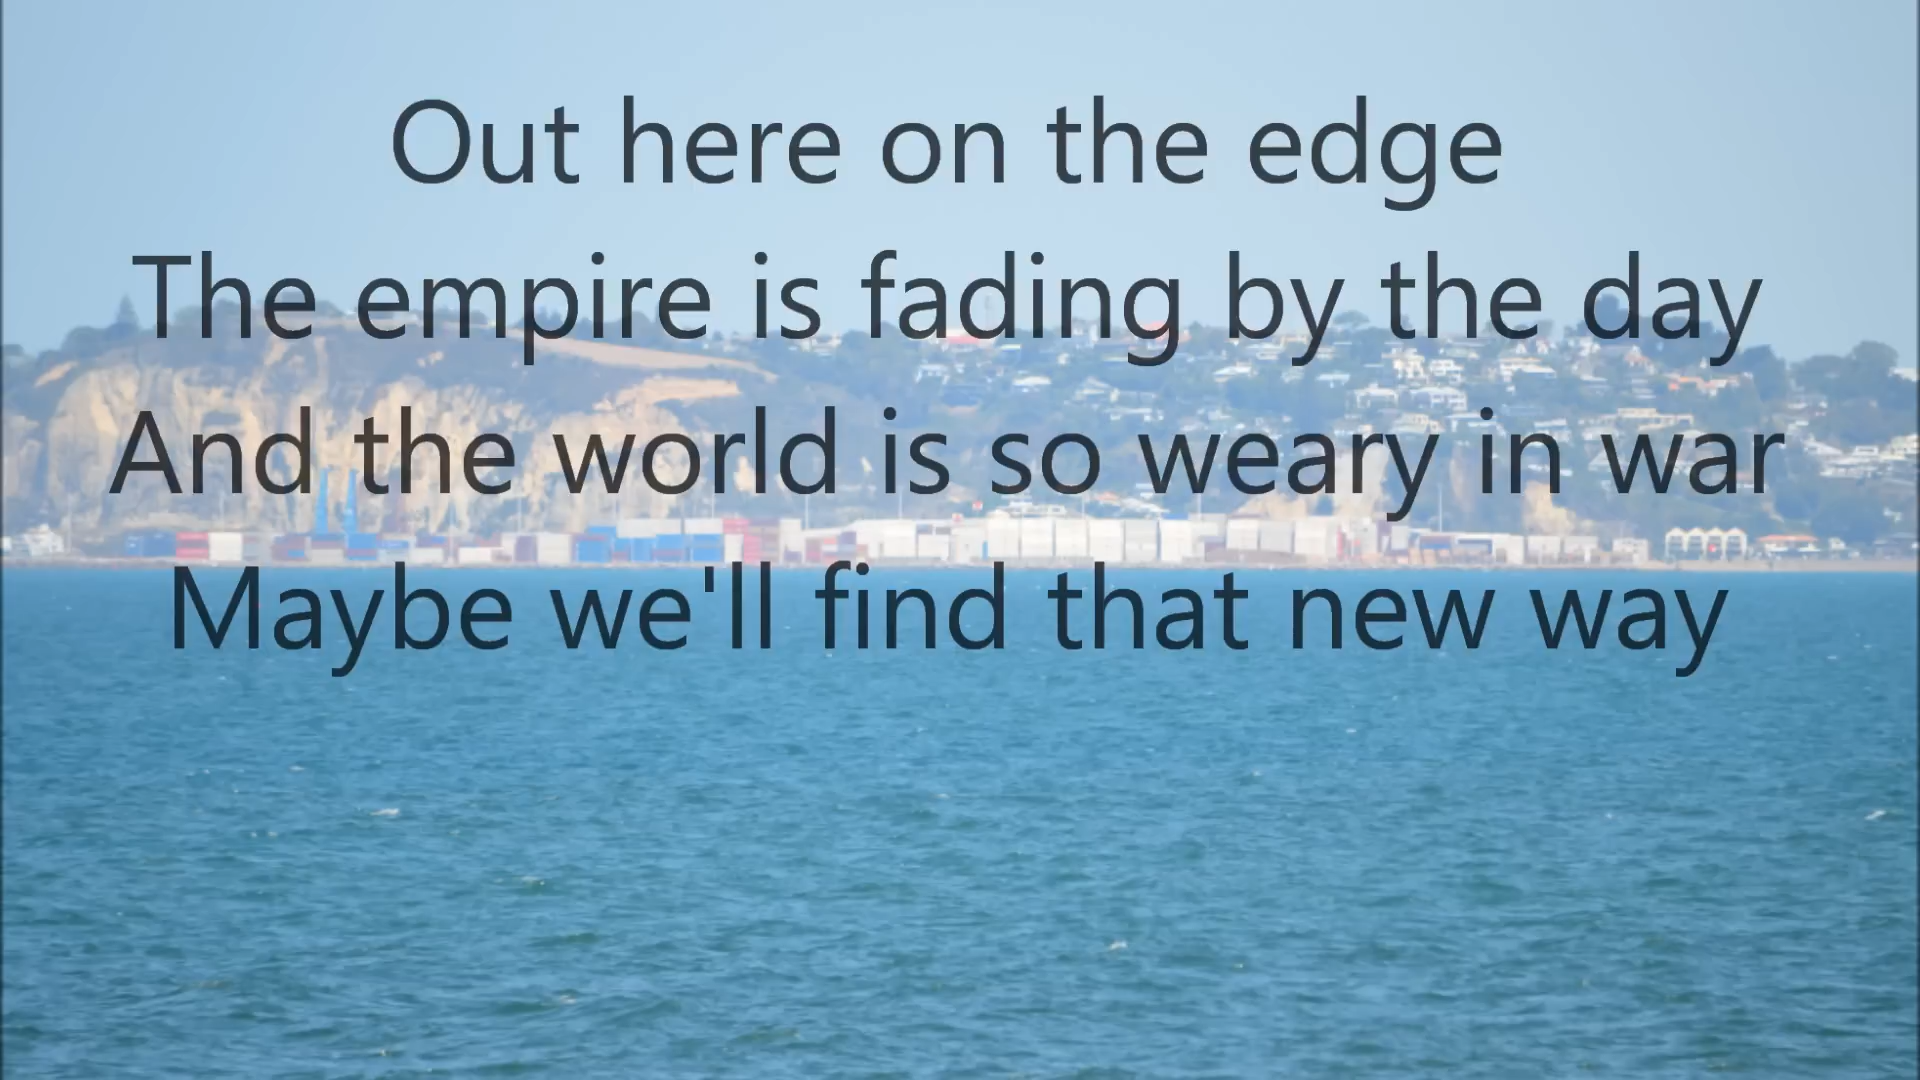 Out here on the edge
The empire is fading by the day
And the world is so weary in war
Maybe we'll find that new way